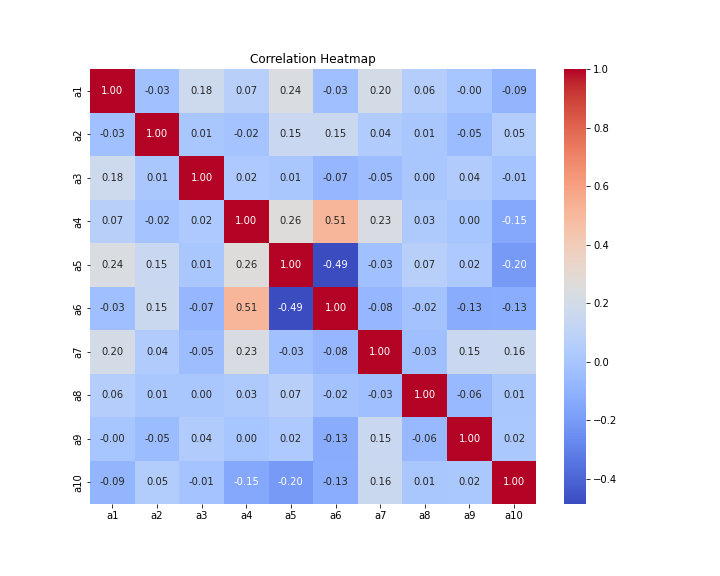 Correlation Heatmap
a1 1.00 -0.03 0.18 0.07 0.24 -0.03 0.20 0.06 -0.00 -0.09
a2 -0.03 1.00 0.01 -0.02 0.15 0.15 0.04 0.01 -0.05 0.05
a3 0.18 0.01 1.00 0.02 0.01 -0.07 -0.05 0.00 0.04 -0.01
a4 0.07 -0.02 0.02 1.00 0.26 0.51 0.23 0.03 0.00 -0.15
a5 0.24 0.15 0.01 0.26 1.00 -0.49 -0.03 0.07 0.02 -0.20
a6 -0.03 0.15 -0.07 0.51 -0.49 1.00 -0.08 -0.02 -0.13 -0.13
a7 0.20 0.04 -0.05 0.23 -0.03 -0.08 1.00 -0.03 0.15 0.16
a8 0.06 0.01 0.00 0.03 0.07 -0.02 -0.03 1.00 -0.06 0.01
a9 -0.00 -0.05 0.04 0.00 0.02 -0.13 0.15 -0.06 1.00 0.02
a10 -0.09 0.05 -0.01 -0.15 -0.20 -0.13 0.16 0.01 0.02 1.00
a1 a2 a3 a4 a5 a6 a7 a8 a9 a10
1.0
0.8
0.6
0.4
0.2
0.0
−0.2
−0.4